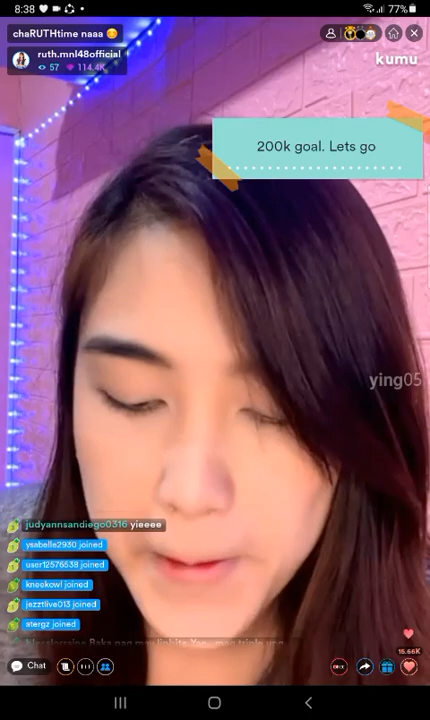 8:38
77%
chaRUTHtime naaa
ruth.mnl48official
57 114.4K
kumu
200k goal. Lets go
ying05
judyannsandiego0316 yieeee
ysabelle2930 joined
user12576538 joined
kneekowl joined
jazztlive013 joined
atergz joined
15.66K
Chat